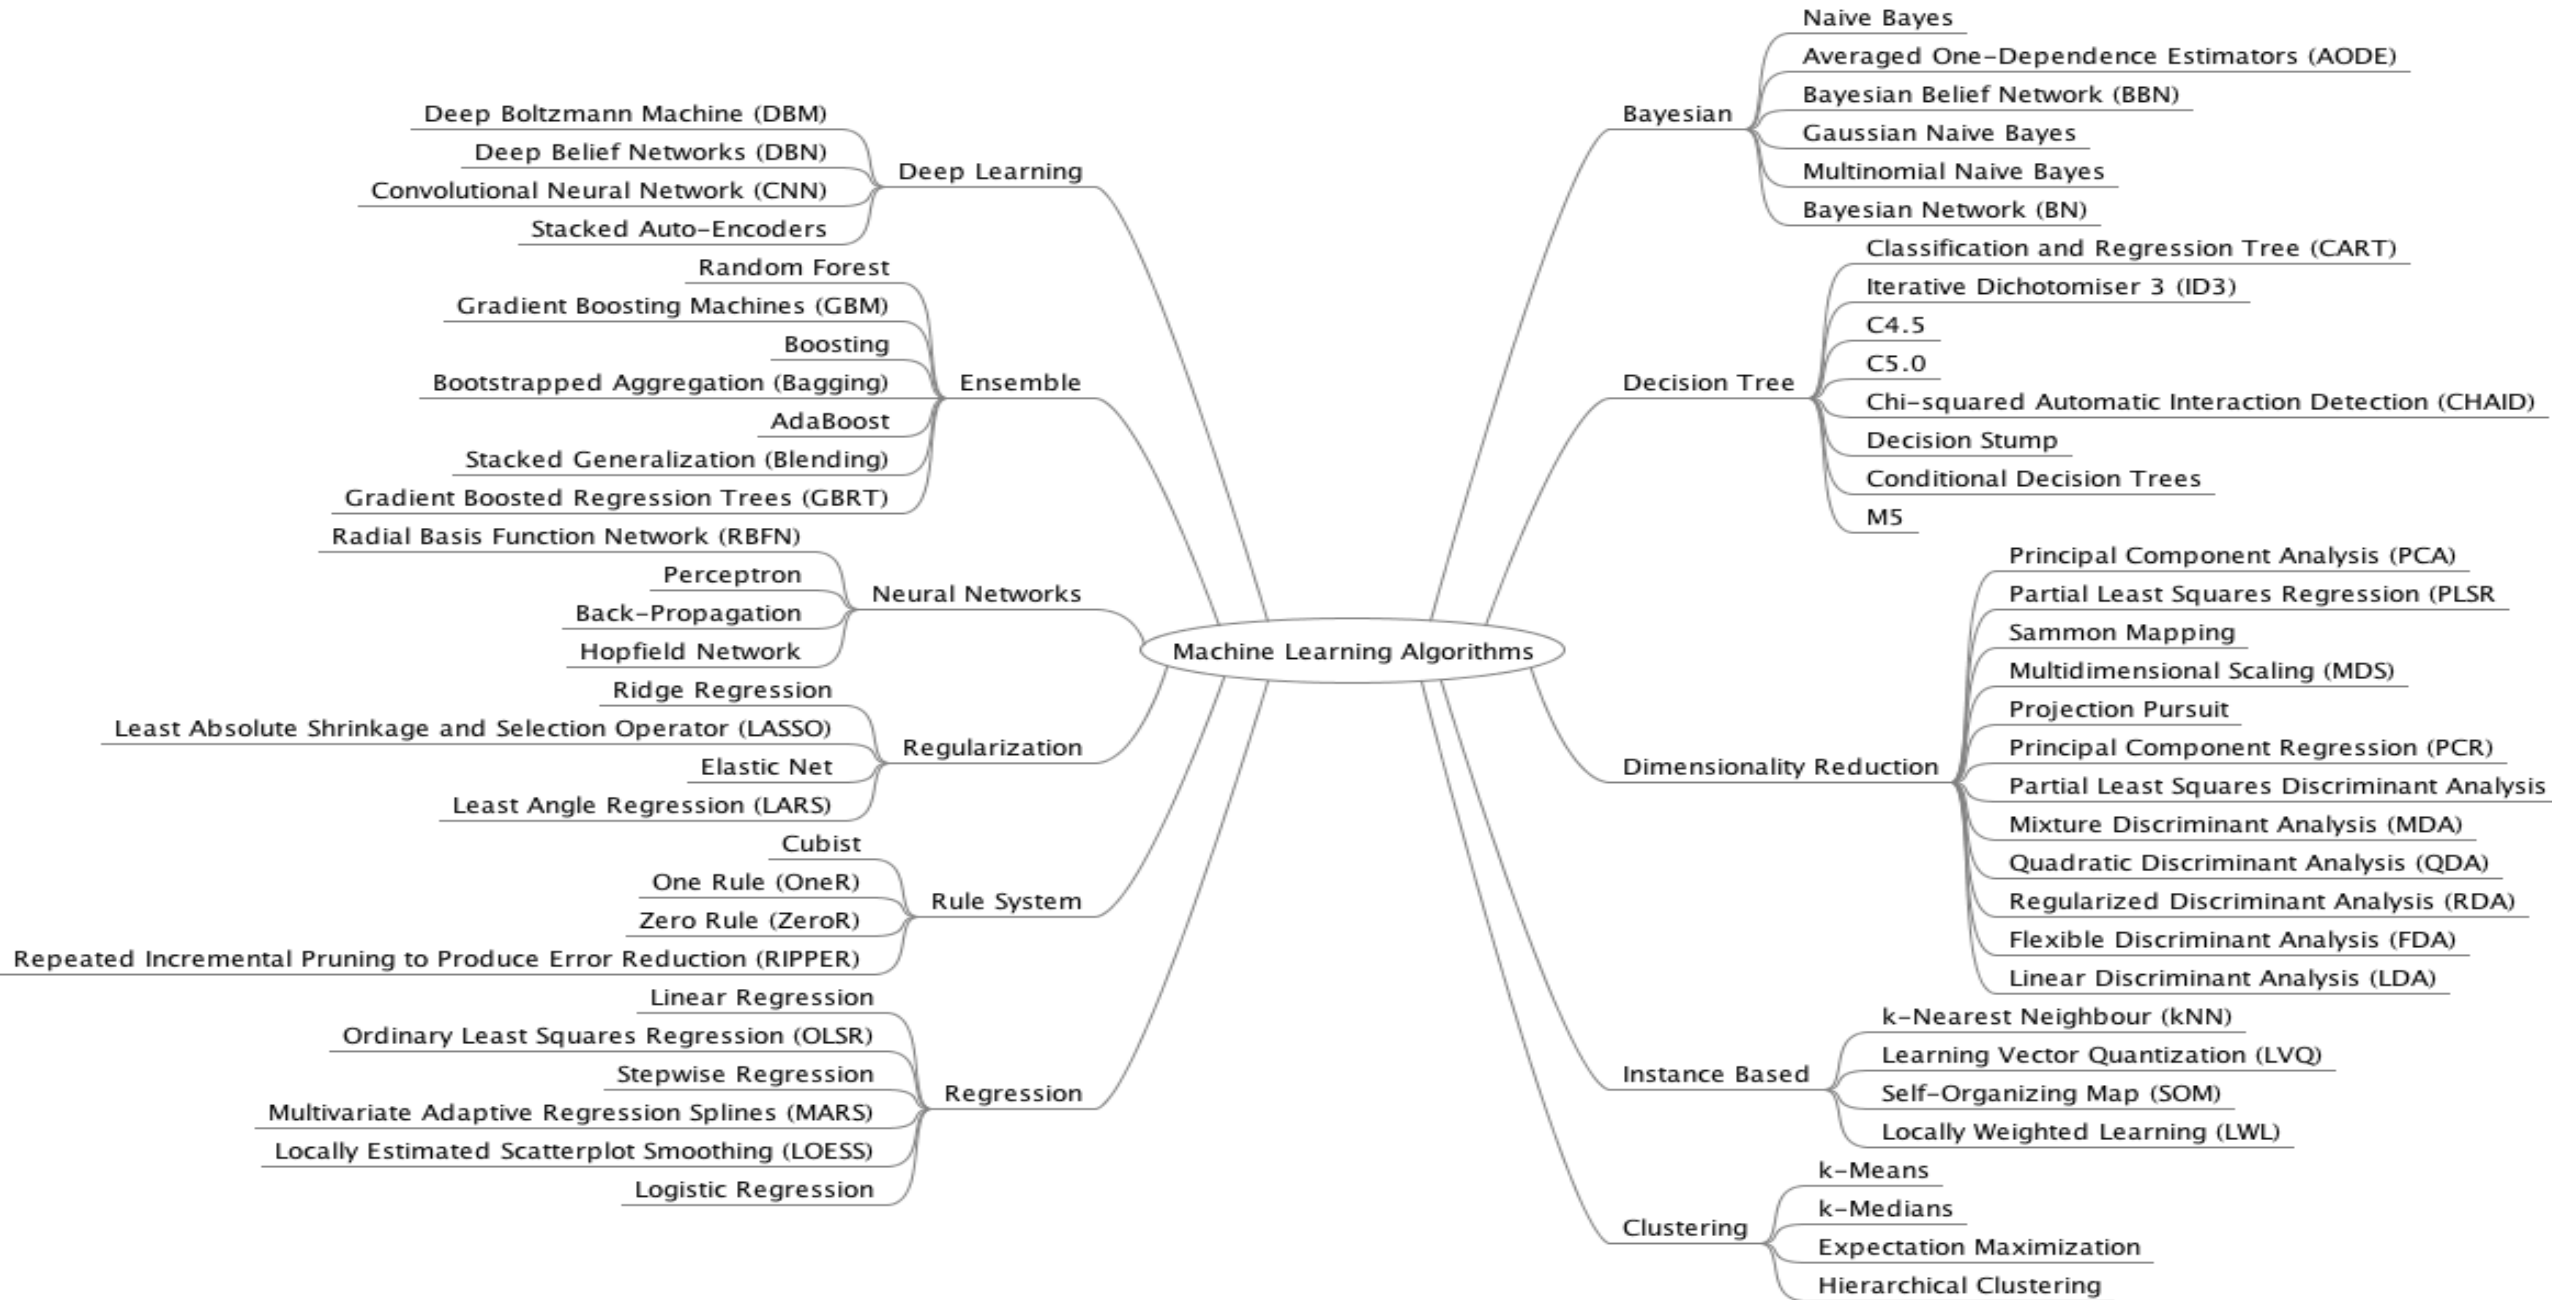 Deep Boltzmann Machine (DBM)
Deep Belief Networks (DBN)
Convolutional Neural Network (CNN)
Stacked Auto-Encoders
Deep Learning
Random Forest
Gradient Boosting Machines (GBM)
Boosting
Bootstrapped Aggregation (Bagging)
AdaBoost
Stacked Generalization (Blending)
Gradient Boosted Regression Trees (GBRT)
Ensemble
Radial Basis Function Network (RBFN)
Perceptron
Back-Propagation
Hopfield Network
Neural Networks
Ridge Regression
Least Absolute Shrinkage and Selection Operator (LASSO)
Elastic Net
Least Angle Regression (LARS)
Regularization
Cubist
One Rule (OneR)
Zero Rule (ZeroR)
Repeated Incremental Pruning to Produce Error Reduction (RIPPER)
Rule System
Linear Regression
Ordinary Least Squares Regression (OLSR)
Stepwise Regression
Multivariate Adaptive Regression Splines (MARS)
Locally Estimated Scatterplot Smoothing (LOESS)
Logistic Regression
Regression
Machine Learning Algorithms
Bayesian
Naive Bayes
Averaged One-Dependence Estimators (AODE)
Bayesian Belief Network (BBN)
Gaussian Naive Bayes
Multinomial Naive Bayes
Bayesian Network (BN)
Decision Tree
Classification and Regression Tree (CART)
Iterative Dichotomiser 3 (ID3)
C4.5
C5.0
Chi-squared Automatic Interaction Detection (CHAID)
Decision Stump
Conditional Decision Trees
M5
Dimensionality Reduction
Principal Component Analysis (PCA)
Partial Least Squares Regression (PLSR
Sammon Mapping
Multidimensional Scaling (MDS)
Projection Pursuit
Principal Component Regression (PCR)
Partial Least Squares Discriminant Analysis
Mixture Discriminant Analysis (MDA)
Quadratic Discriminant Analysis (QDA)
Regularized Discriminant Analysis (RDA)
Flexible Discriminant Analysis (FDA)
Linear Discriminant Analysis (LDA)
Instance Based
k-Nearest Neighbour (kNN)
Learning Vector Quantization (LVQ)
Self-Organizing Map (SOM)
Locally Weighted Learning (LWL)
Clustering
k-Means
k-Medians
Expectation Maximization
Hierarchical Clustering